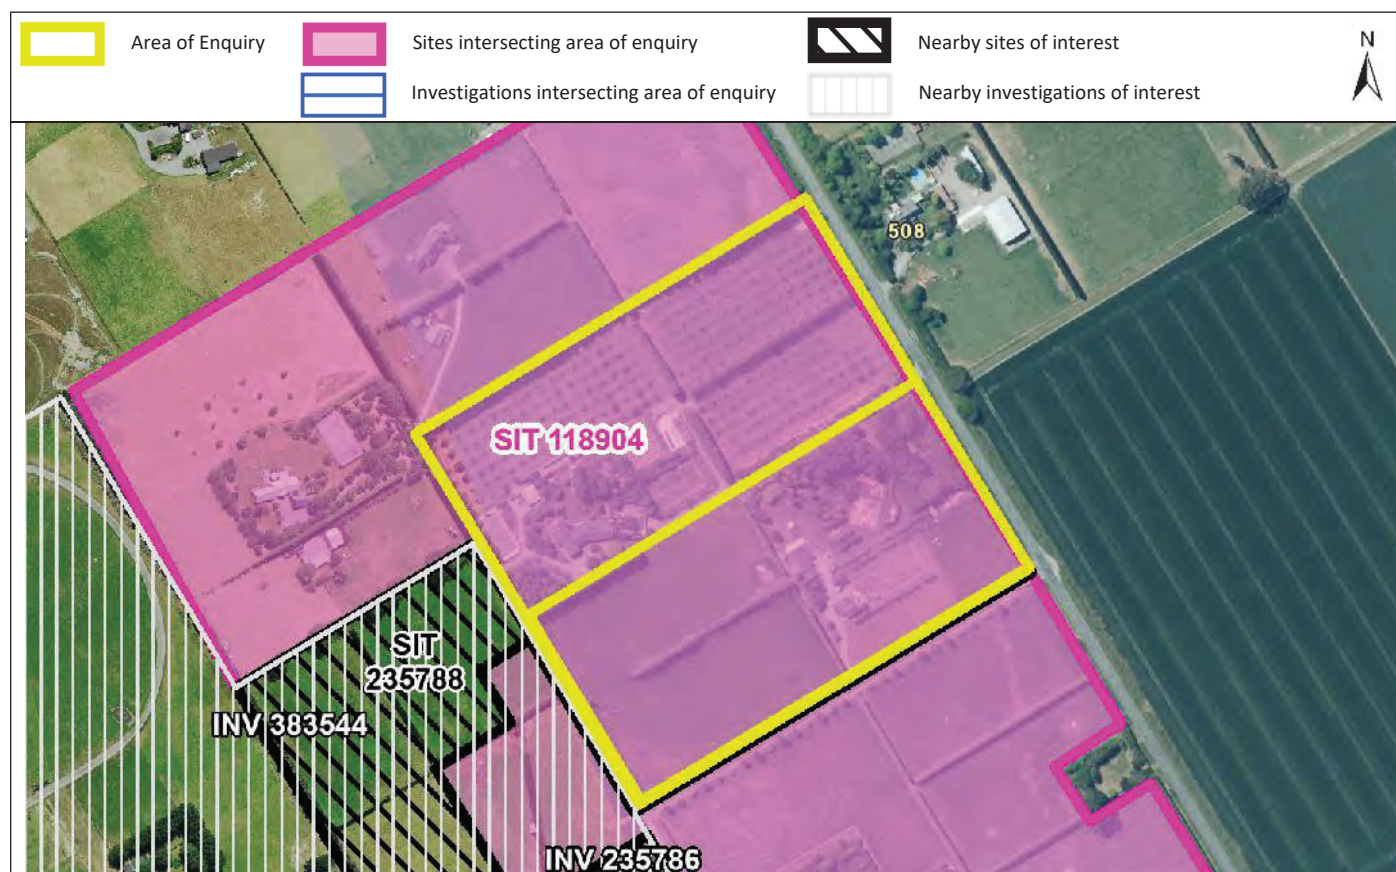 Area of Enquiry
Sites intersecting area of enquiry
Nearby sites of interest
N
Investigations intersecting area of enquiry
Nearby investigations of interest
508
SIT 118904
SIT
235788
INV 383544
INV 235786